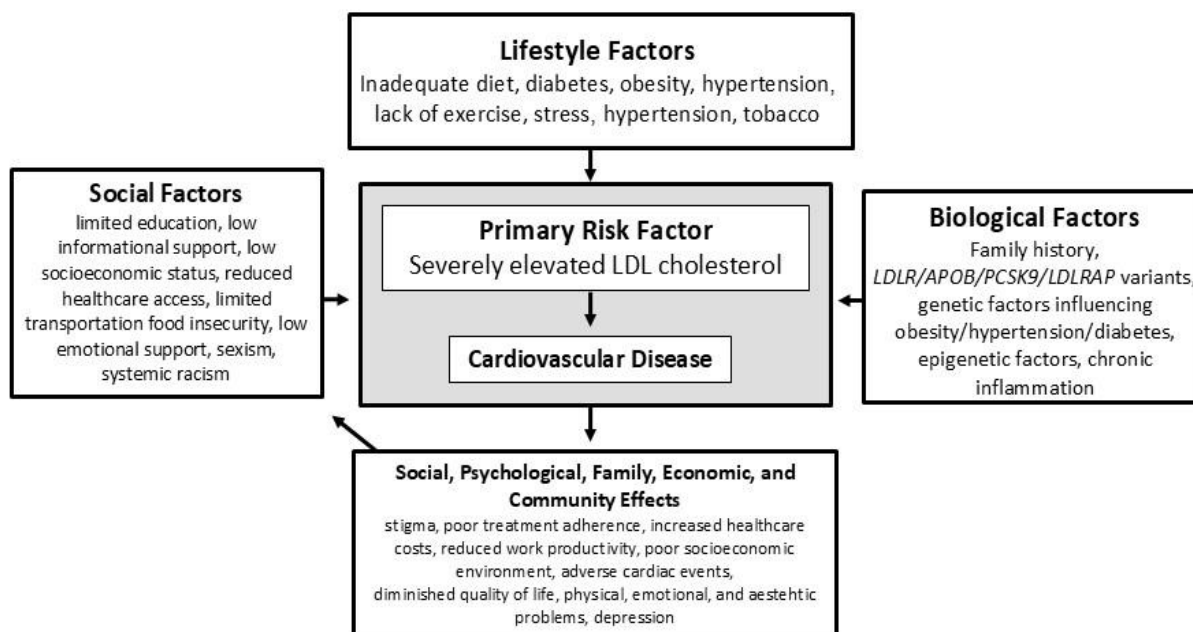 Lifestyle Factors
Inadequate diet, diabetes, obesity, hypertension,
lack of exercise, stress, hypertension, tobacco
Social Factors
limited education, low
informational support, low
socioeconomic status, reduced
healthcare access, limited
transportation food insecurity, low
emotional support, sexism,
systemic racism
Primary Risk Factor
Severely elevated LDL cholesterol
Cardiovascular Disease
Biological Factors
Family history,
LDLR/APOB/PCSK9/LDLRAP variants,
genetic factors influencing
obesity/hypertension/diabetes,
epigenetic factors, chronic
inflammation
Social, Psychological, Family, Economic, and
Community Effects
stigma, poor treatment adherence, increased healthcare
costs, reduced work productivity, poor socioeconomic
environment, adverse cardiac events,
diminished quality of life, physical, emotional, and aestehtic
problems, depression